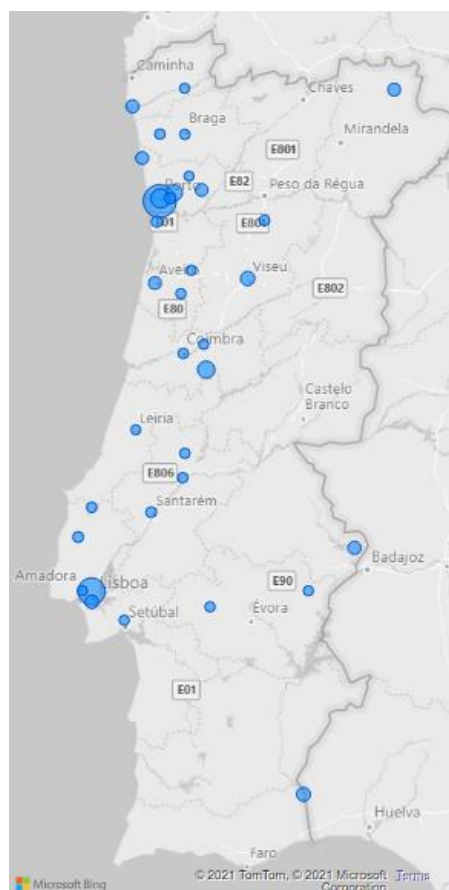 Caminha
Chaves
Braga
Mirandela
E801
Porto
E82
Peso da Régua
E01
E801
Aveiro
Viseu
E802
E80
Coimbra
Castelo
Branco
Leiria
E806
Santarém
Badajoz
Amadora
Lisboa
E90
Setúbal
Évora
E01
Huelva
Faro
Microsoft Bing
© 2021 TomTom, © 2021 Microsoft Terms
Corporation